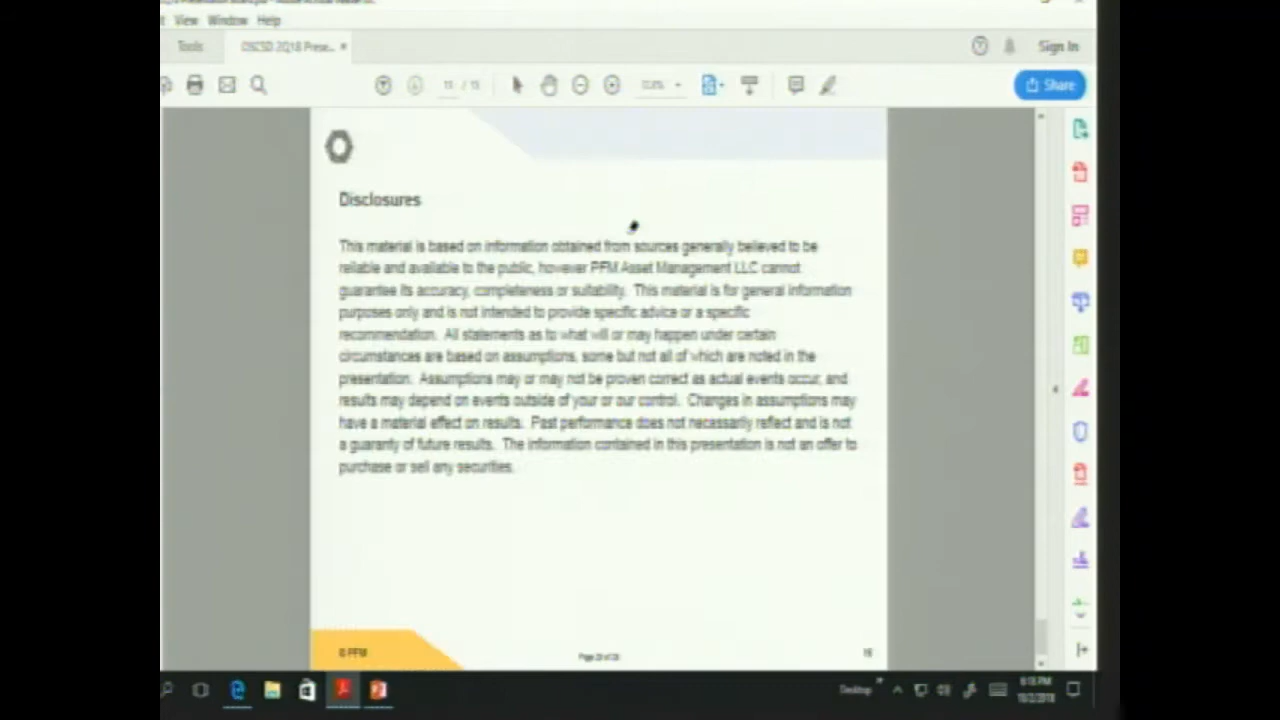 View Window Help
Tools
Sign In
Share
Disclosures
This material is based on information obtained from sources generally believed to be
reliable and available to the public, however PFM Asset Management LLC cannot
guarantee its accuracy, completeness or suitability. This material is for general information
purposes only and is not intended to provide specific advice or a specific
recommendation. All statements as to what will or may happen under certain
circumstances are based on assumptions, some but not all of which are noted in the
presentation. Assumptions may or may not be proven correct as actual events occur, and
results may depend on events outside of your or our control. Changes in assumptions may
have a material effect on results. Past performance does not necessarily reflect and is not
a guaranty of future results. The information contained in this presentation is not an offer to
purchase or sell any securities.
© PFM
Desktop